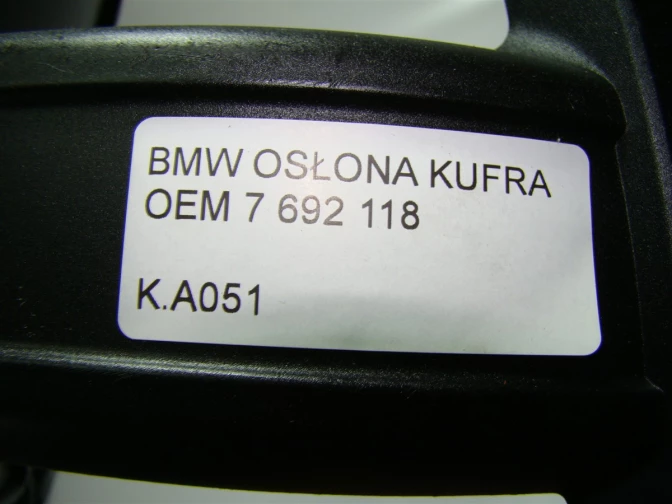 BMW OSŁONA KUFRA
OEM 7 692 118
K.A051